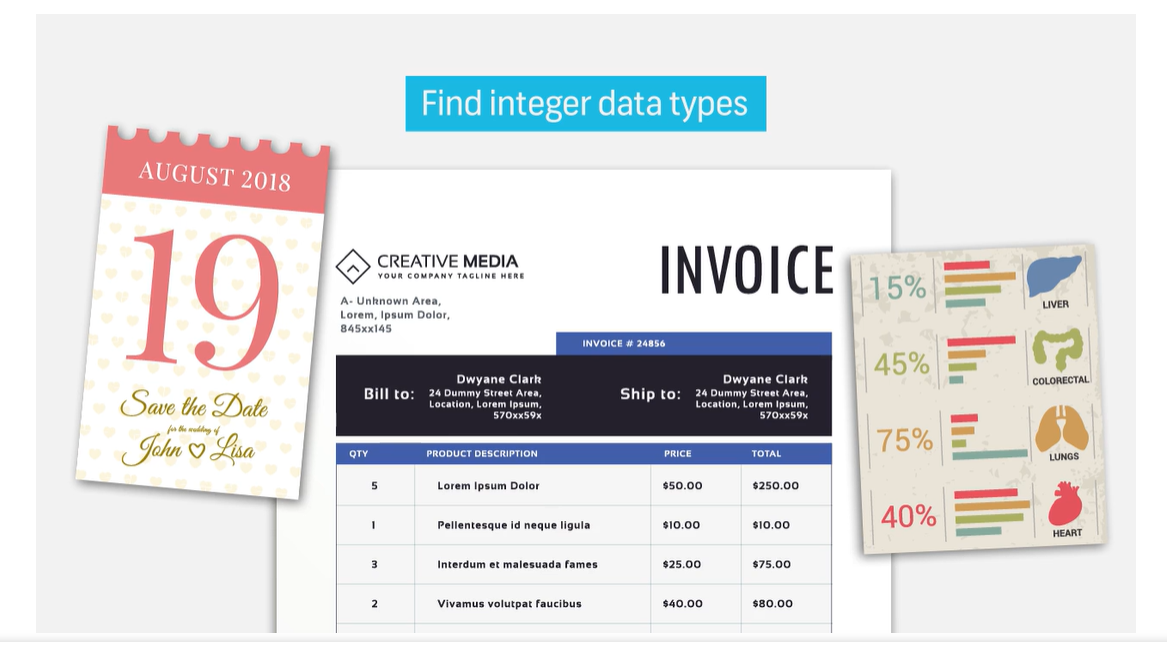 Find integer data types
AUGUST 2018
19
Save the Date
for the wedding of
John Lisa
CREATIVE MEDIA
YOUR COMPANY TAGLINE HERE
A- Unknown Area,
Lorem, Ipsum Dolor,
845xx145
INVOICE
INVOICE # 24856
Bill to:
Dwyane Clark
24 Dummy Street Area,
Location, Lorem Ipsum,
570xx59x
Ship to:
Dwyane Clark
24 Dummy Street Area,
Location, Lorem Ipsum,
570xx59x
QTY PRODUCT DESCRIPTION PRICE TOTAL
5 Lorem Ipsum Dolor $50.00 $250.00
1 Pellentesque id neque ligula $10.00 $10.00
3 Interdum et malesuada fames $25.00 $75.00
2 Vivamus volutpat faucibus $40.00 $80.00
15%
LIVER
45%
COLORECTAL
75%
LUNGS
40%
HEART